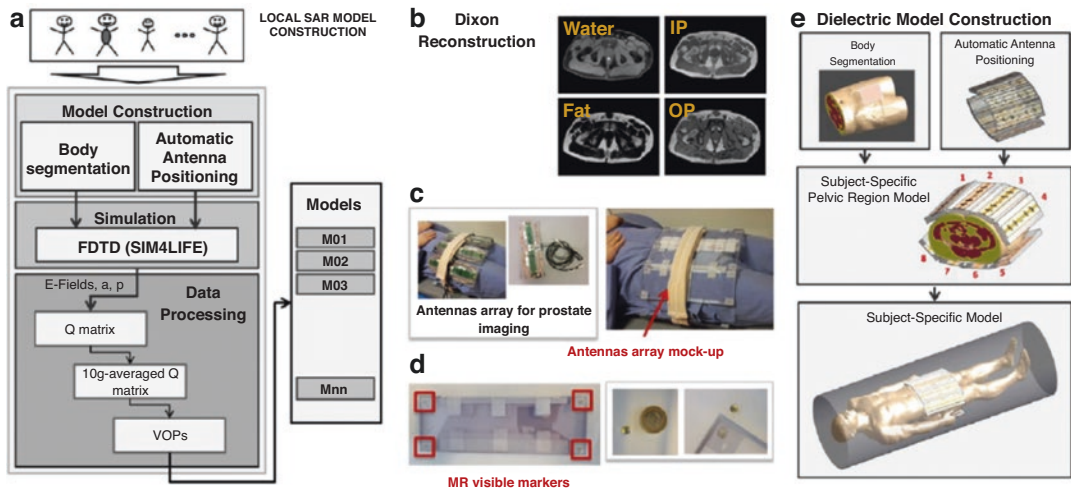 a
LOCAL SAR MODEL
CONSTRUCTION
Model Construction
Body
segmentation
Automatic
Antenna
Positioning
Simulation
FDTD (SIM4LIFE)
E-Fields, a, p
Data
Processing
Q matrix
10g-averaged Q
matrix
VOPs
Models
M01
M02
M03
Mnn
b
Dixon
Reconstruction
Water
IP
Fat
OP
c
Antennas array for prostate
imaging
Antennas array mock-up
d
MR visible markers
e
Dielectric Model Construction
Body
Segmentation
Automatic Antenna
Positioning
Subject-Specific
Pelvic Region Model
1
2
3
4
8
7
6
5
Subject-Specific Model